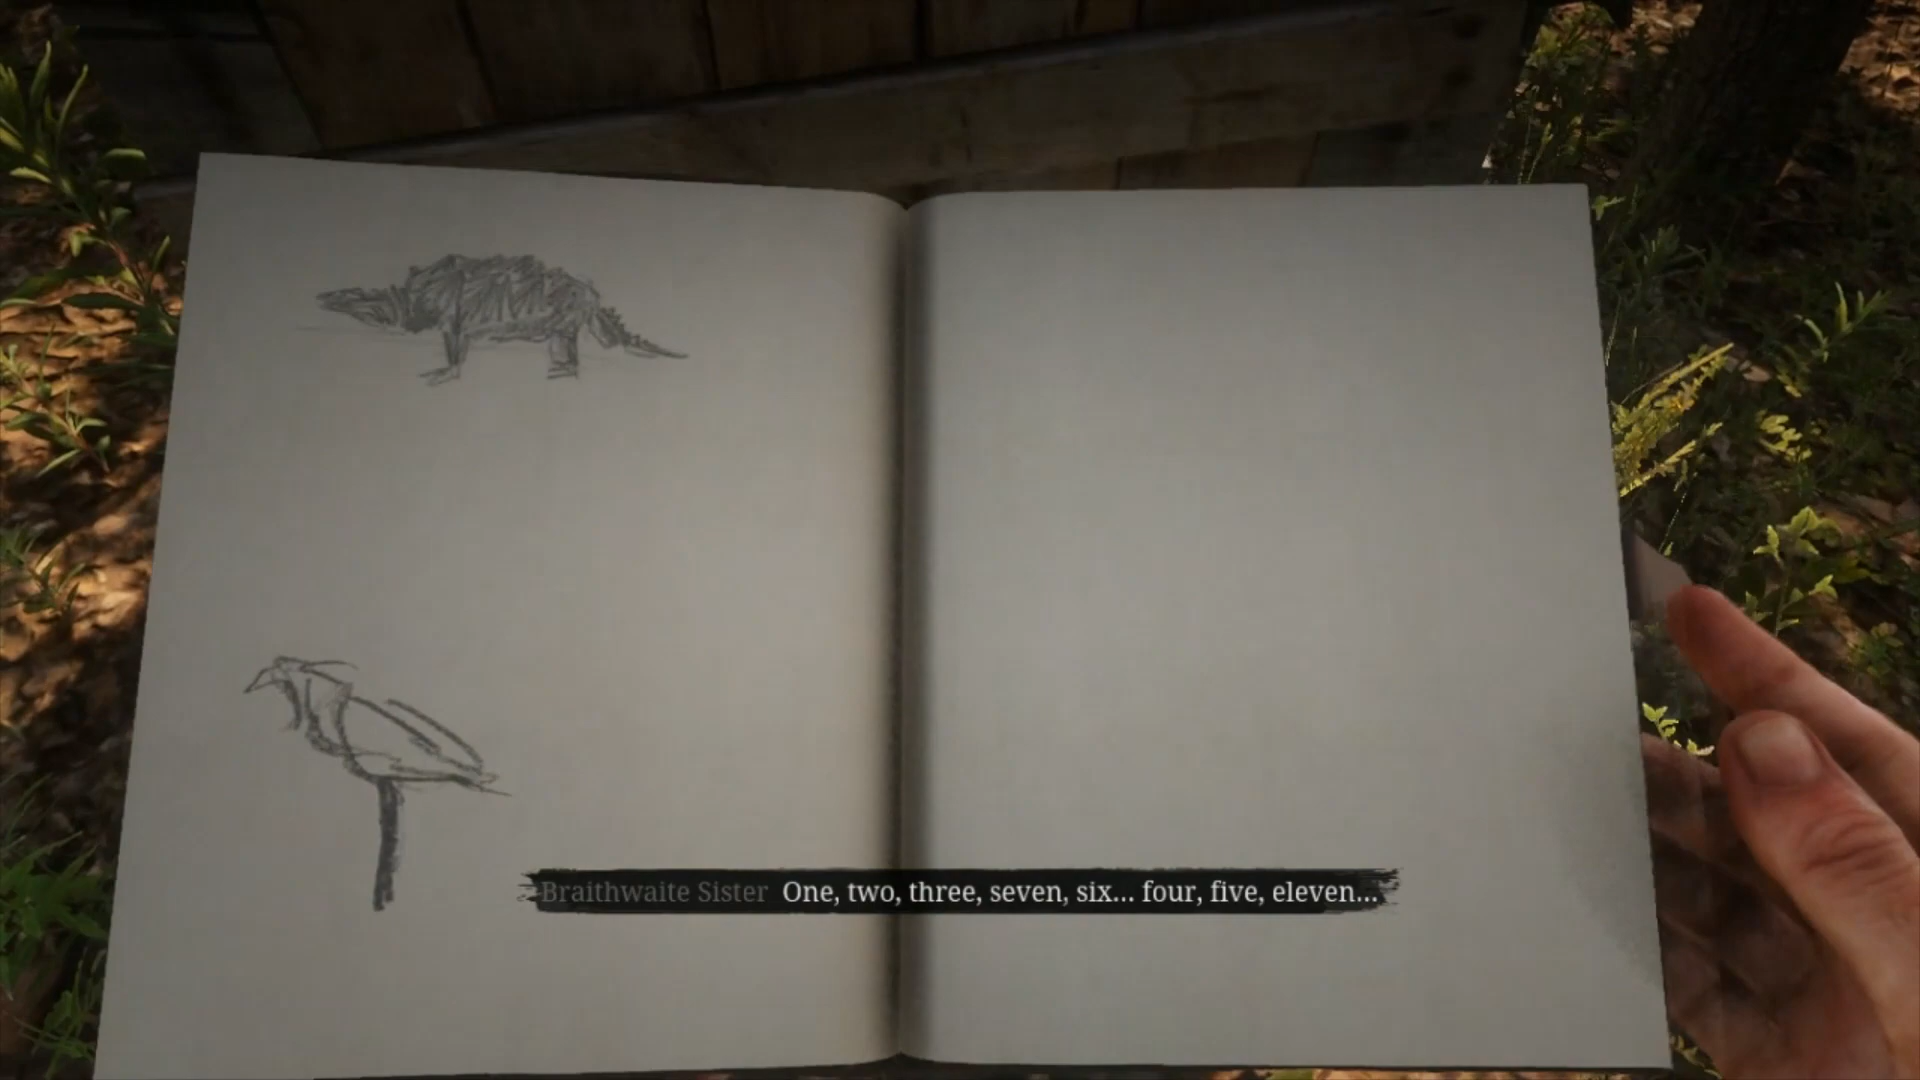 Braithwaite Sister One, two, three, seven, six... four, five, eleven...